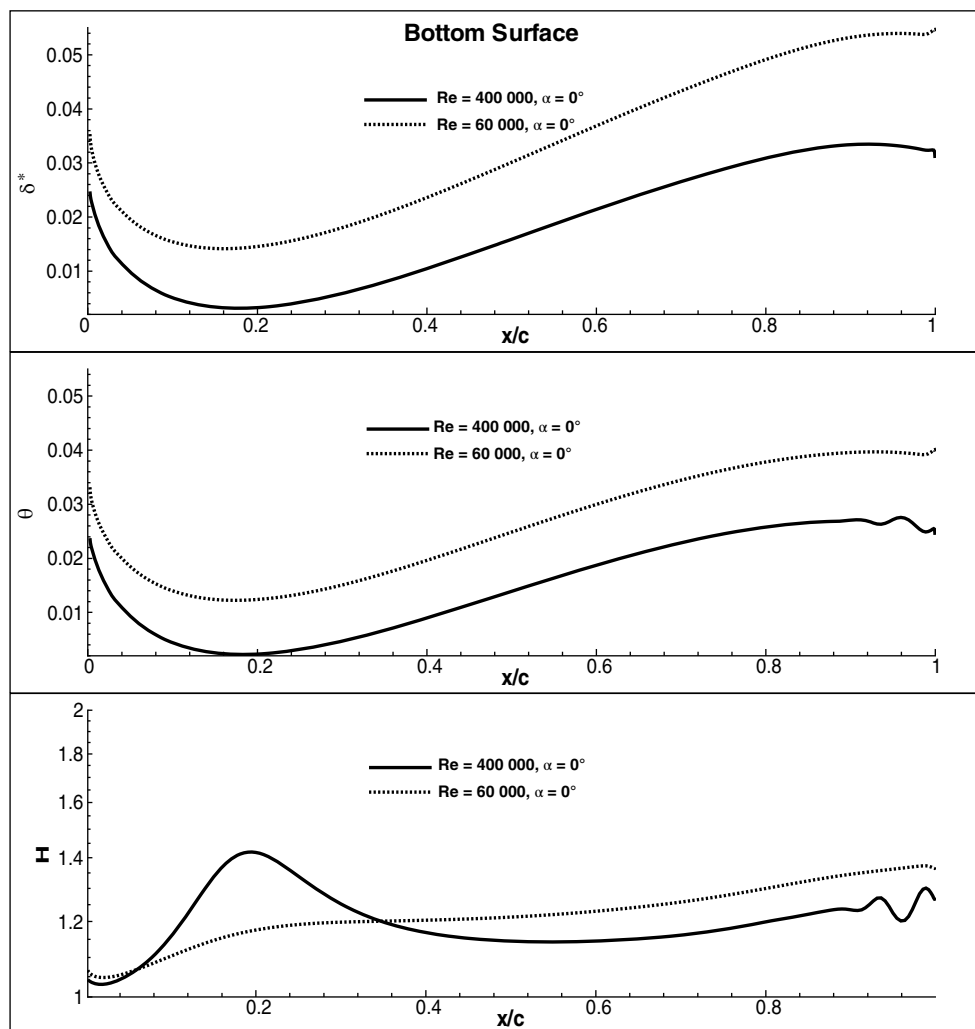 Bottom Surface
0.05
Re = 400 000, α = 0°
Re = 60 000, α = 0°
0.04
0.03
δ*
0.02
0.01
0 0.2 0.4 0.6 0.8 1
x/c
0.05
Re = 400 000, α = 0°
Re = 60 000, α = 0°
0.04
0.03
θ
0.02
0.01
0 0.2 0.4 0.6 0.8 1
x/c
2
1.8
Re = 400 000, α = 0°
Re = 60 000, α = 0°
1.6
1.4
H
1.2
1
0.2 0.4 0.6 0.8
x/c